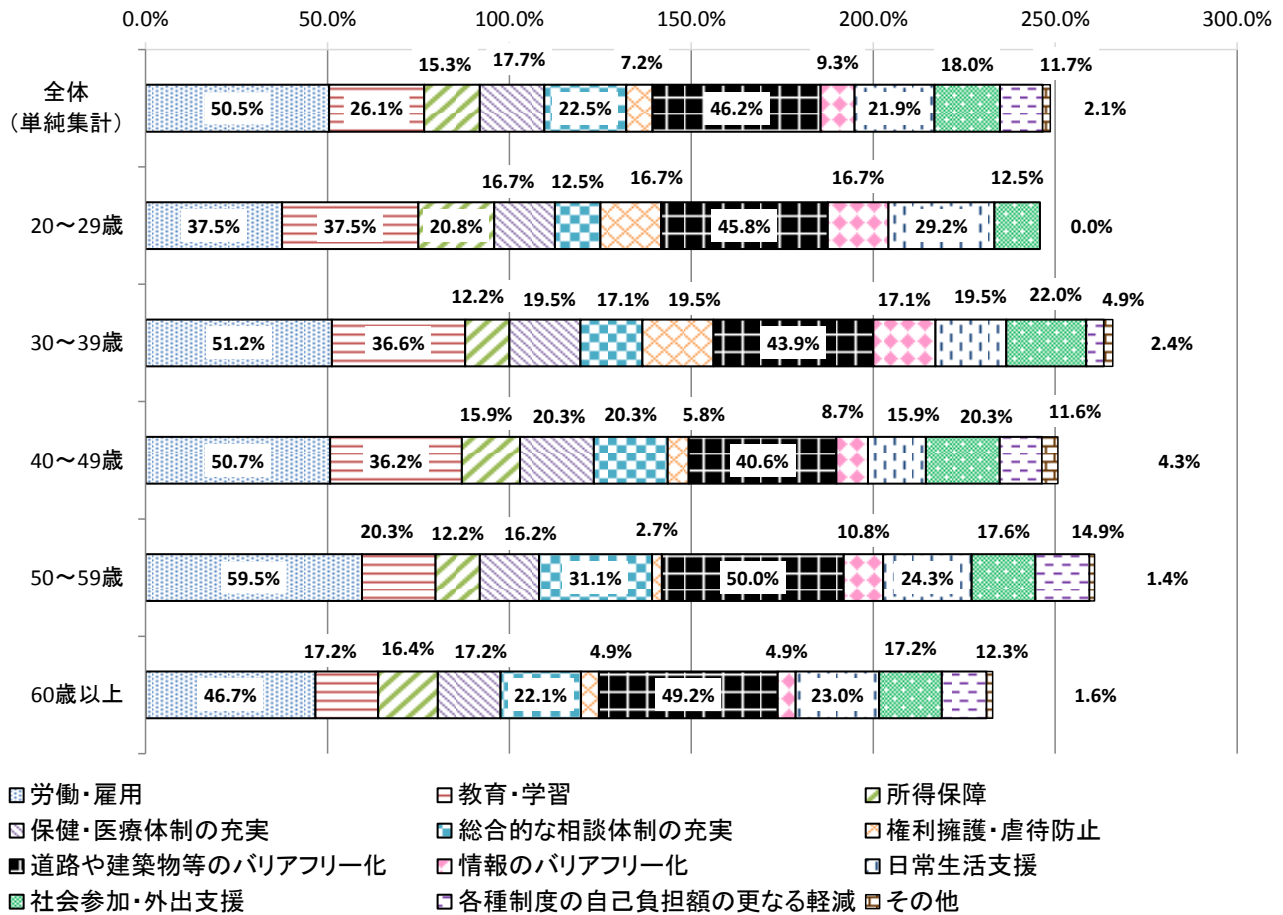 0.0% 50.0% 100.0% 150.0% 200.0% 250.0% 300.0%
15.3% 17.7% 7.2% 9.3% 18.0% 11.7%
全体
（単純集計）
50.5% 26.1% 22.5% 46.2% 21.9% 2.1%
16.7% 12.5% 16.7% 16.7% 12.5%
20～29歳 37.5% 37.5% 20.8% 45.8% 29.2% 0.0%
12.2% 19.5% 17.1% 19.5% 17.1% 19.5% 22.0% 4.9%
30～39歳 51.2% 36.6% 43.9% 2.4%
15.9% 20.3% 20.3% 5.8% 8.7% 15.9% 20.3% 11.6%
40～49歳 50.7% 36.2% 40.6% 4.3%
20.3% 12.2% 16.2% 2.7% 10.8% 17.6% 14.9%
50～59歳 59.5% 31.1% 50.0% 24.3% 1.4%
17.2% 16.4% 17.2% 4.9% 4.9% 17.2% 12.3%
60歳以上 46.7% 22.1% 49.2% 23.0% 1.6%
労働・雇用 教育・学習 所得保障
保健・医療体制の充実 総合的な相談体制の充実 権利擁護・虐待防止
道路や建築物等のバリアフリー化 情報のバリアフリー化 日常生活支援
社会参加・外出支援 各種制度の自己負担額の更なる軽減 その他